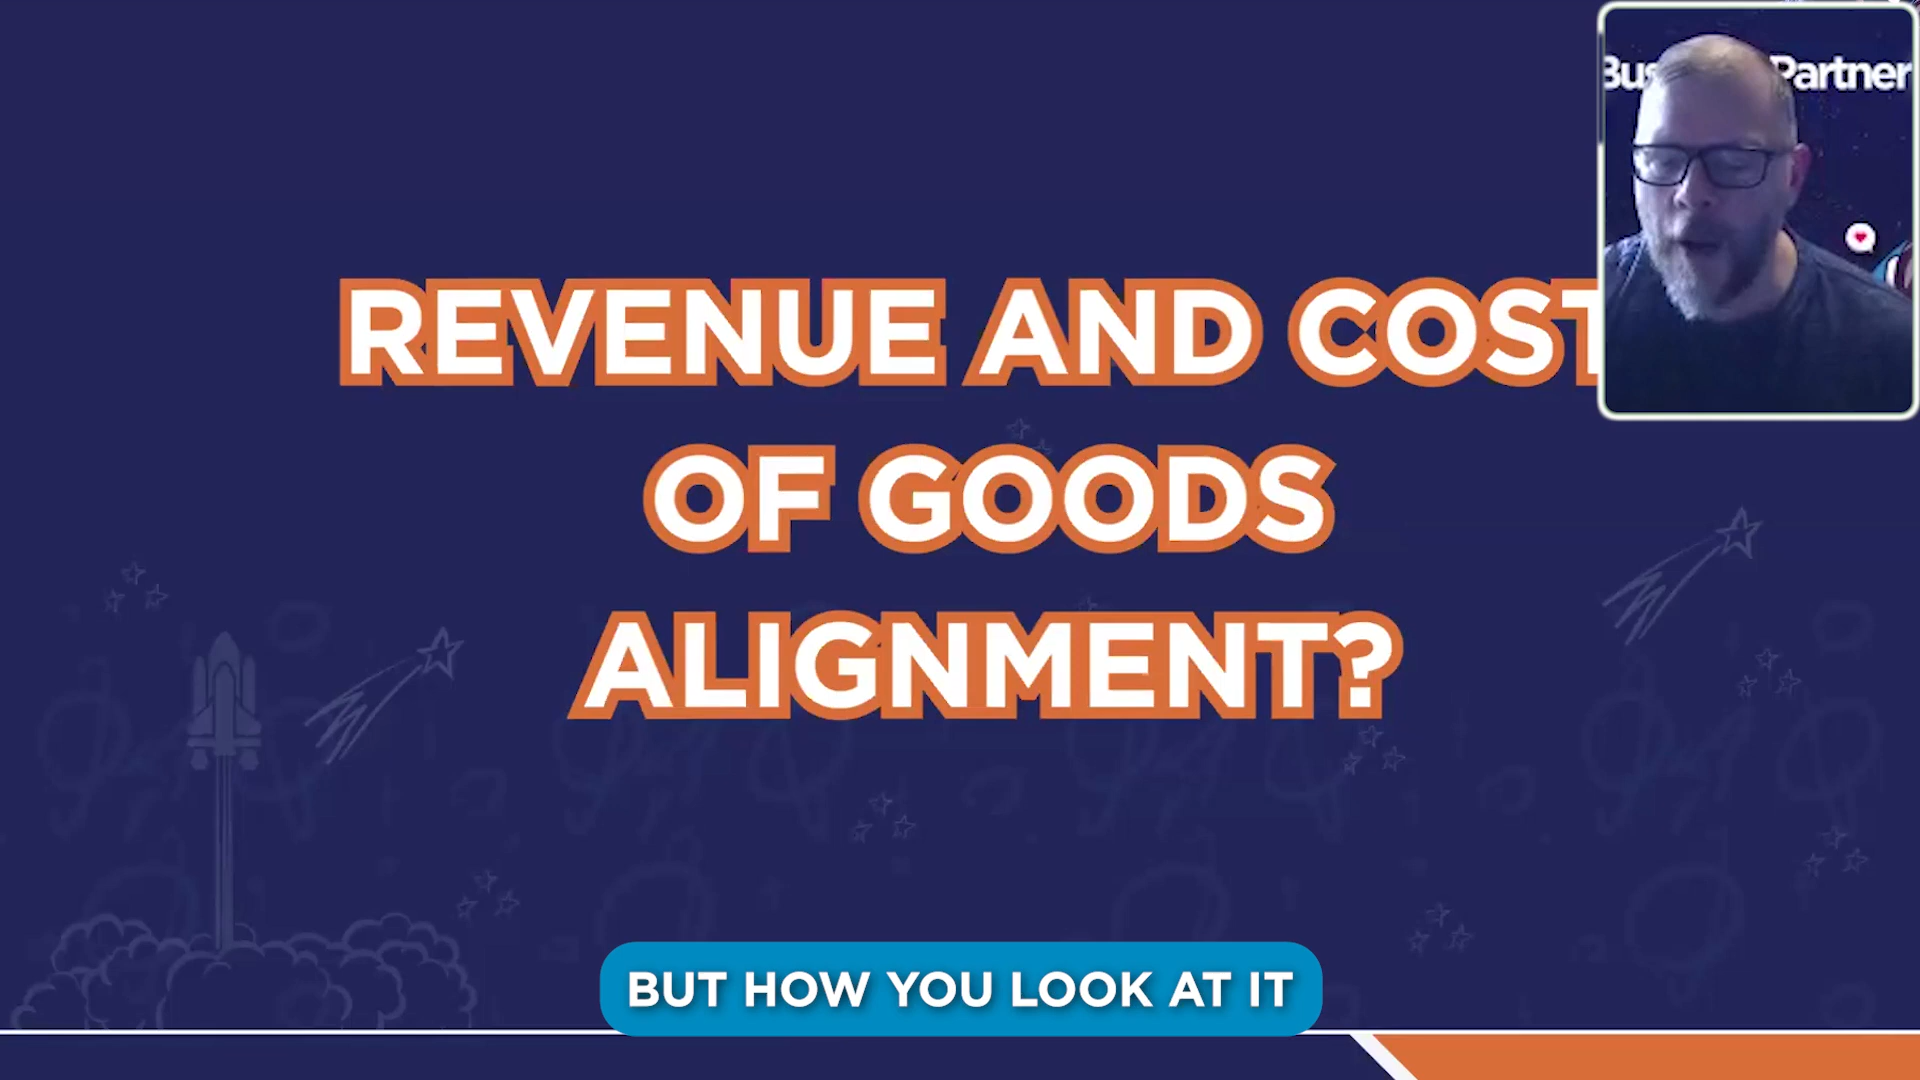 Partner
REVENUE AND COST
OF GOODS
ALIGNMENT?
BUT HOW YOU LOOK AT IT